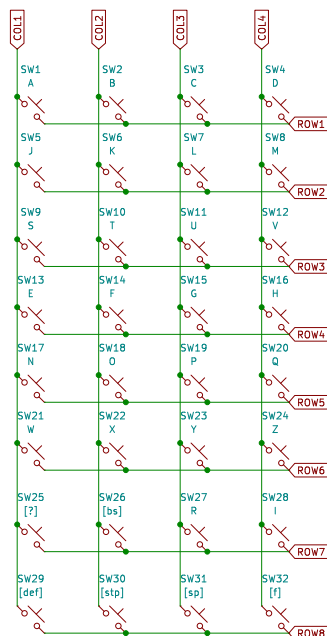 COL1 COL2 COL3 COL4
SW1 SW2 SW3 SW4
A B C D
ROW1
SW5 SW6 SW7 SW8
J K L M
ROW2
SW9 SW10 SW11 SW12
S T U V
ROW3
SW13 SW14 SW15 SW16
E F G H
ROW4
SW17 SW18 SW19 SW20
N O P Q
ROW5
SW21 SW22 SW23 SW24
W X Y Z
ROW6
SW25 SW26 SW27 SW28
[?] [bs] R I
ROW7
SW29 SW30 SW31 SW32
[def] [stp] [sp] [f]
ROW8